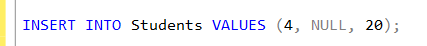 INSERT INTO Students VALUES (4, NULL, 20);